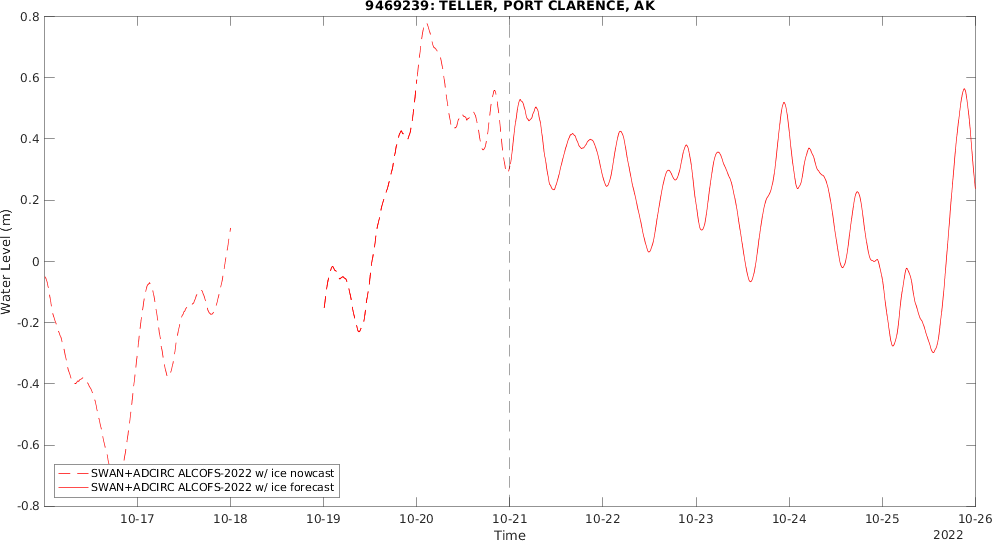 9469239: TELLER, PORT CLARENCE, AK
0.8
0.6
0.4
0.2
0
-0.2
-0.4
-0.6
-0.8
Water Level (m)
SWAN+ADCIRC ALCOFS-2022 w/ ice nowcast
SWAN+ADCIRC ALCOFS-2022 w/ ice forecast
10-17 10-18 10-19 10-20 10-21 10-22 10-23 10-24 10-25 10-26
Time
2022